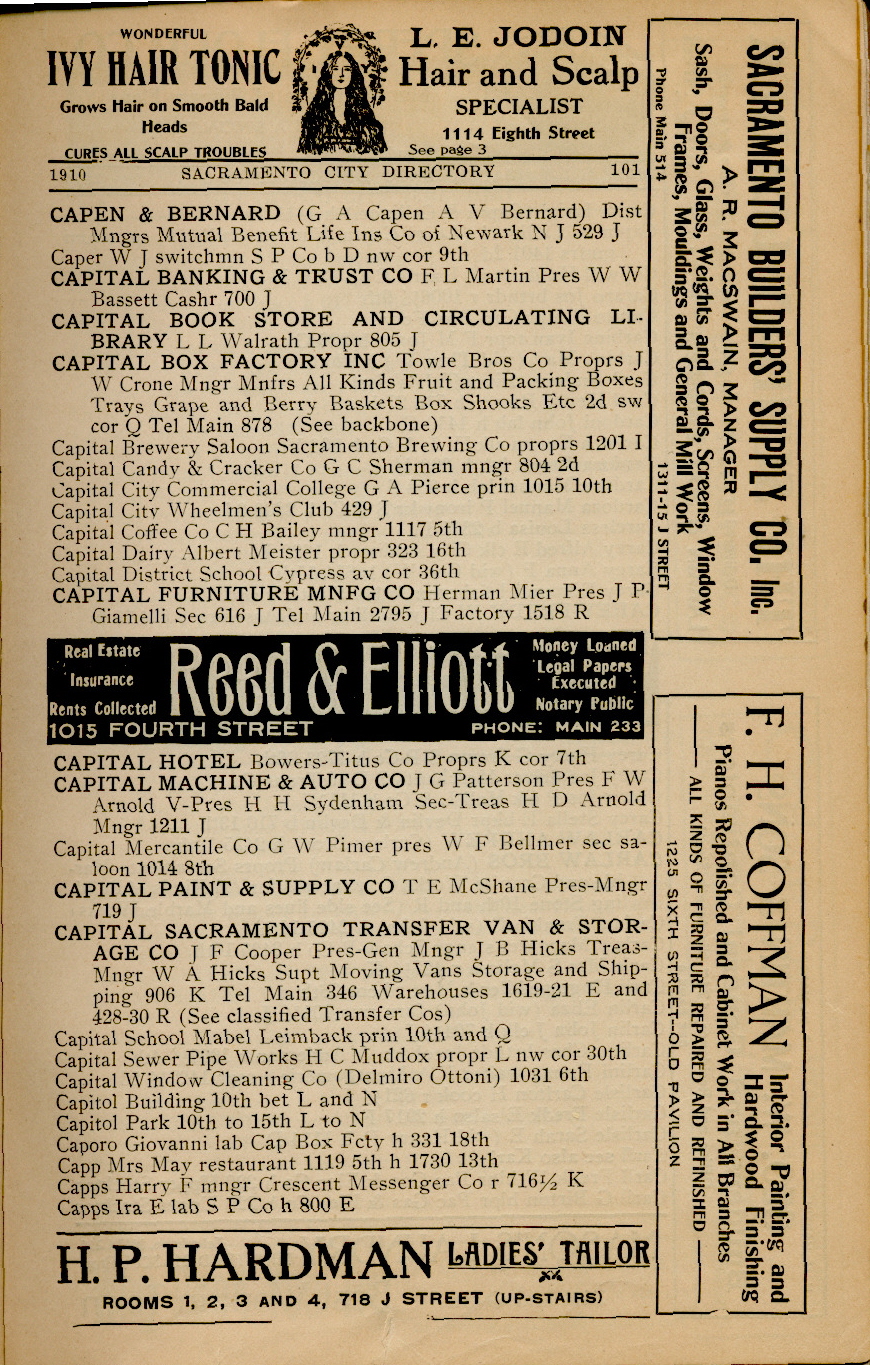 WONDERFUL
IVY HAIR TONIC
Grows Hair on Smooth Bald
Heads
CURES ALL SCALP TROUBLES
L. E. JODOIN
Hair and Scalp
SPECIALIST
1114 Eighth Street
See page 3
1910 SACRAMENTO CITY DIRECTORY 101
CAPEN & BERNARD (G A Capen A V Bernard) Dist
Mngrs Mutual Benefit Life Ins Co of Newark N J 529 J
Caper W J switchmn S P Co b D nw cor 9th
CAPITAL BANKING & TRUST CO F L Martin Pres W W
Bassett Cashr 700 J
CAPITAL BOOK STORE AND CIRCULATING LI-
BRARY L L Walrath Propr 805 J
CAPITAL BOX FACTORY INC Towle Bros Co Proprs J
W Crone Mngr Mnfrs All Kinds Fruit and Packing Boxes
Trays Grape and Berry Baskets Box Shooks Etc 2d sw
cor Q Tel Main 878 (See backbone)
Capital Brewery Saloon Sacramento Brewing Co proprs 1201 I
Capital Candy & Cracker Co G C Sherman mngr 804 2d
Capital City Commercial College G A Pierce prin 1015 10th
Capital City Wheelmen's Club 429 J
Capital Coffee Co C H Bailey mngr 1117 5th
Capital Dairy Albert Meister propr 323 16th
Capital District School Cypress av cor 36th
CAPITAL FURNITURE MNFG CO Herman Mier Pres J P
Giamelli Sec 616 J Tel Main 2795 J Factory 1518 R
Real Estate
Insurance
Rents Collected
Reed & Elliott
Money Loaned
Legal Papers
Executed
Notary Public
1015 FOURTH STREET PHONE: MAIN 233
CAPITAL HOTEL Bowers-Titus Co Proprs K cor 7th
CAPITAL MACHINE & AUTO CO J G Patterson Pres F W
Arnold V-Pres H H Sydenham Sec-Treas H D Arnold
Mngr 1211 J
Capital Mercantile Co G W Pimer pres W F Bellmer sec sa-
loon 1014 8th
CAPITAL PAINT & SUPPLY CO T E McShane Pres-Mngr
719 J
CAPITAL SACRAMENTO TRANSFER VAN & STOR-
AGE CO J F Cooper Pres-Gen Mngr J B Hicks Treas-
Mngr W A Hicks Supt Moving Vans Storage and Ship-
ping 906 K Tel Main 346 Warehouses 1619-21 E and
428-30 R (See classified Transfer Cos)
Capital School Mabel Leimback prin 10th and Q
Capital Sewer Pipe Works H C Muddox propr L nw cor 30th
Capital Window Cleaning Co (Delmiro Ottoni) 1031 6th
Capitol Building 10th bet L and N
Capitol Park 10th to 15th L to N
Caporo Giovanni lab Cap Box Fcty h 331 18th
Capp Mrs May restaurant 1119 5th h 1730 13th
Capps Harry F mngr Crescent Messenger Co r 716½ K
Capps Ira E lab S P Co h 800 E
H. P. HARDMAN LADIES' TAILOR
ROOMS 1, 2, 3 AND 4, 718 J STREET (UP-STAIRS)
SACRAMENTO BUILDERS' SUPPLY CO. Inc.
A. R. MACSWAIN, MANAGER
Sash, Doors, Glass, Weights and Cords, Screens, Window
Frames, Mouldings and General Mill Work
Phone Main 514 1311-15 J STREET
F. H. COFFMAN
Interior Painting and
Hardwood Finishing
Pianos Repolished and Cabinet Work in All Branches
ALL KINDS OF FURNITURE REPAIRED AND REFINISHED
1225 SIXTH STREET--OLD PAVILION